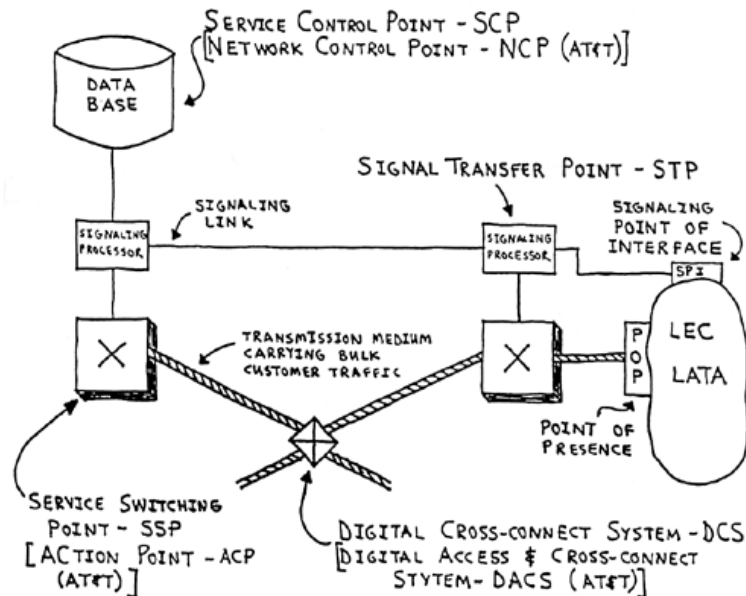 SERVICE CONTROL POINT - SCP
[NETWORK CONTROL POINT - NCP (AT&T)]
DATA
BASE
SIGNAL TRANSFER POINT - STP
SIGNALING
LINK
SIGNALING
POINT OF
INTERFACE
SIGNALING
PROCESSOR
SIGNALING
PROCESSOR
SPI
TRANSMISSION MEDIUM
CARRYING BULK
CUSTOMER TRAFFIC
POP
LEC
LATA
POINT OF
PRESENCE
SERVICE SWITCHING
POINT - SSP
[ACTION POINT - ACP
(AT&T)]
DIGITAL CROSS-CONNECT SYSTEM - DCS
[DIGITAL ACCESS & CROSS-CONNECT
STYTEM - DACS (AT&T)]